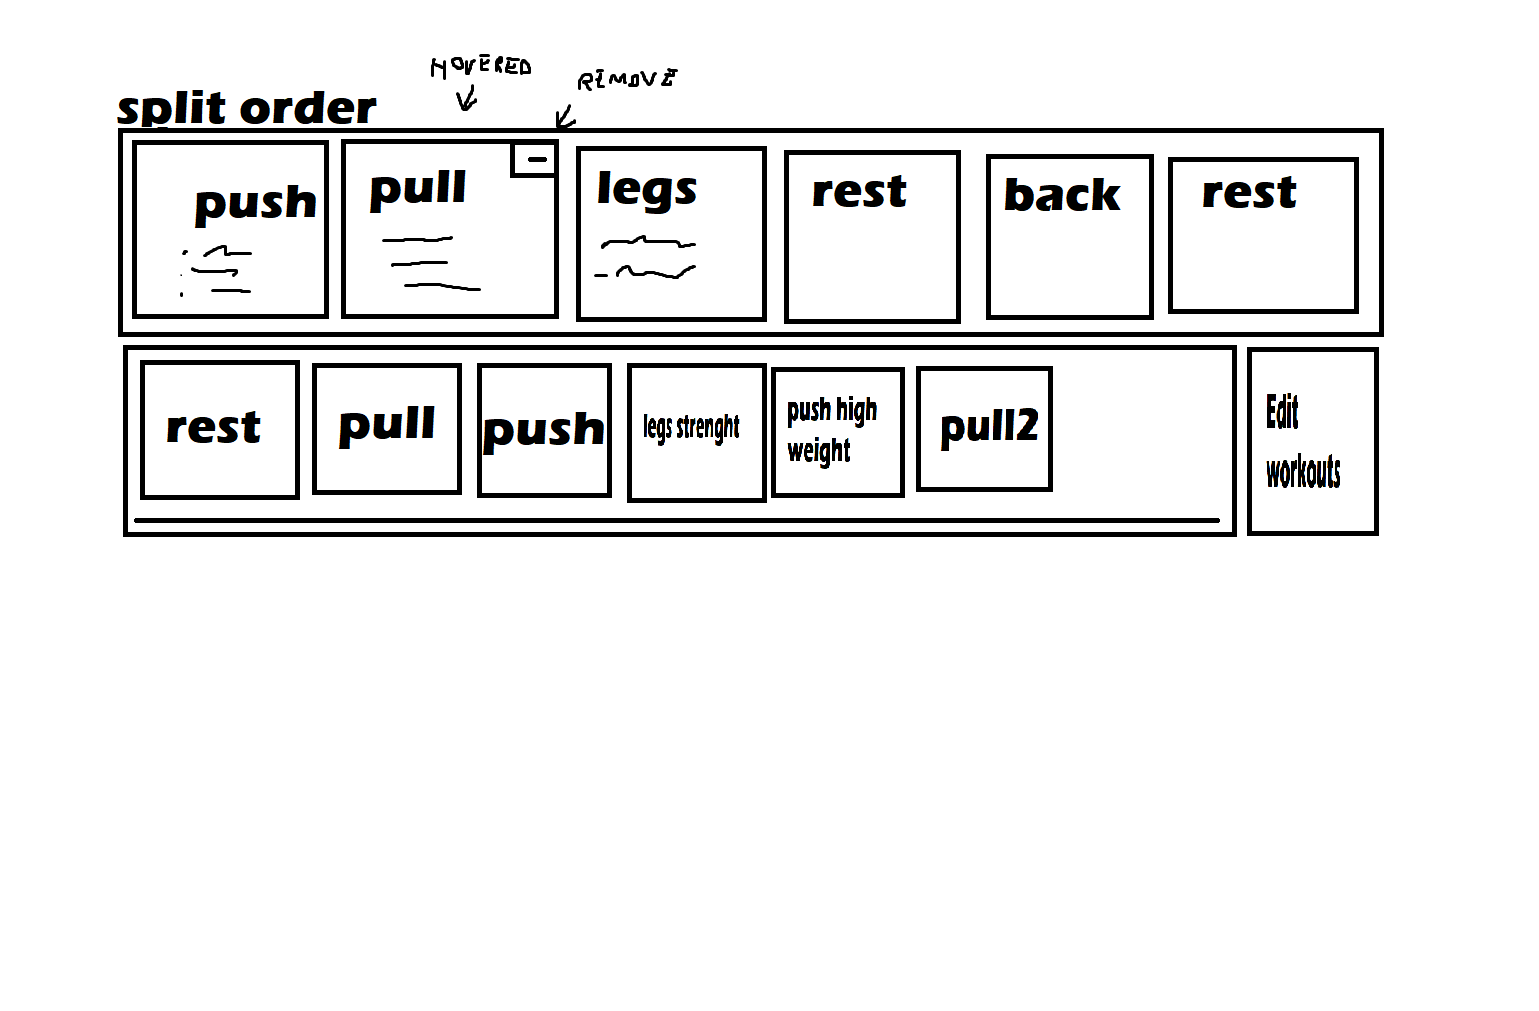 HOVERED
REMOVE
split order
push
pull
legs
rest
back
rest
rest
pull
push
legs strenght
push high
weight
pull2
Edit
workouts